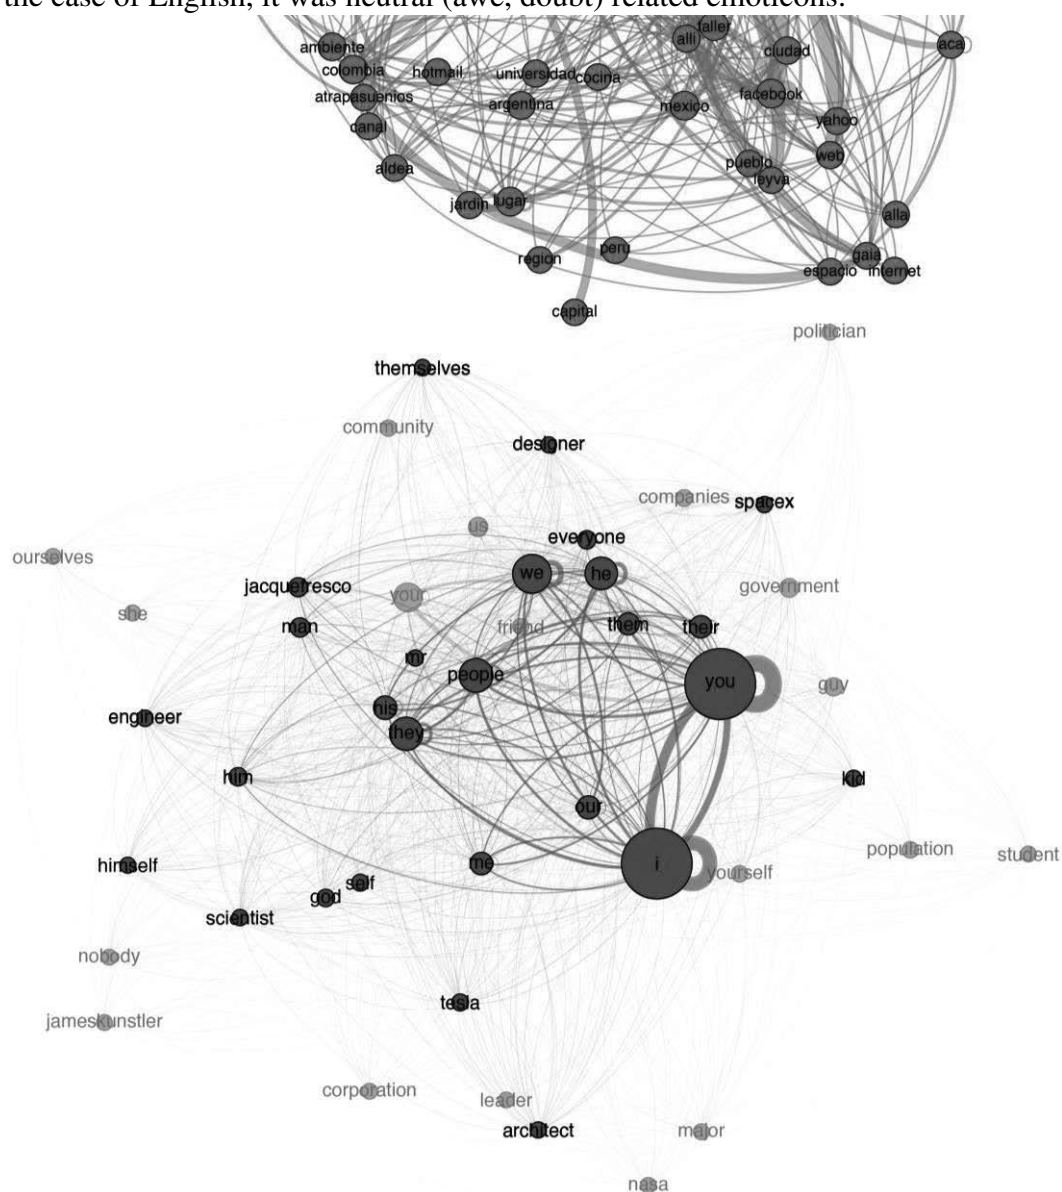 the case of English, it was neutral (awe, doubt) related emoticons.
faller
alli
ambiente
ciudad
aca
colombia
hotmail
universidad
cocina
atrapasuenios
argentina
mexico
facebook
canal
yahoo
web
aldea
pueblo
leyva
jardin
lugar
alla
region
peru
gaia
espacio
internet
capital
politician
themselves
community
designer
companies
spacex
us
everyone
ourselves
we
he
jacquefresco
your
government
she
man
friend
them
their
mr
people
you
guy
his
engineer
they
him
kid
our
population
student
himself
me
i
yourself
self
god
scientist
nobody
tesla
jameskunstler
corporation
leader
architect
major
nasa